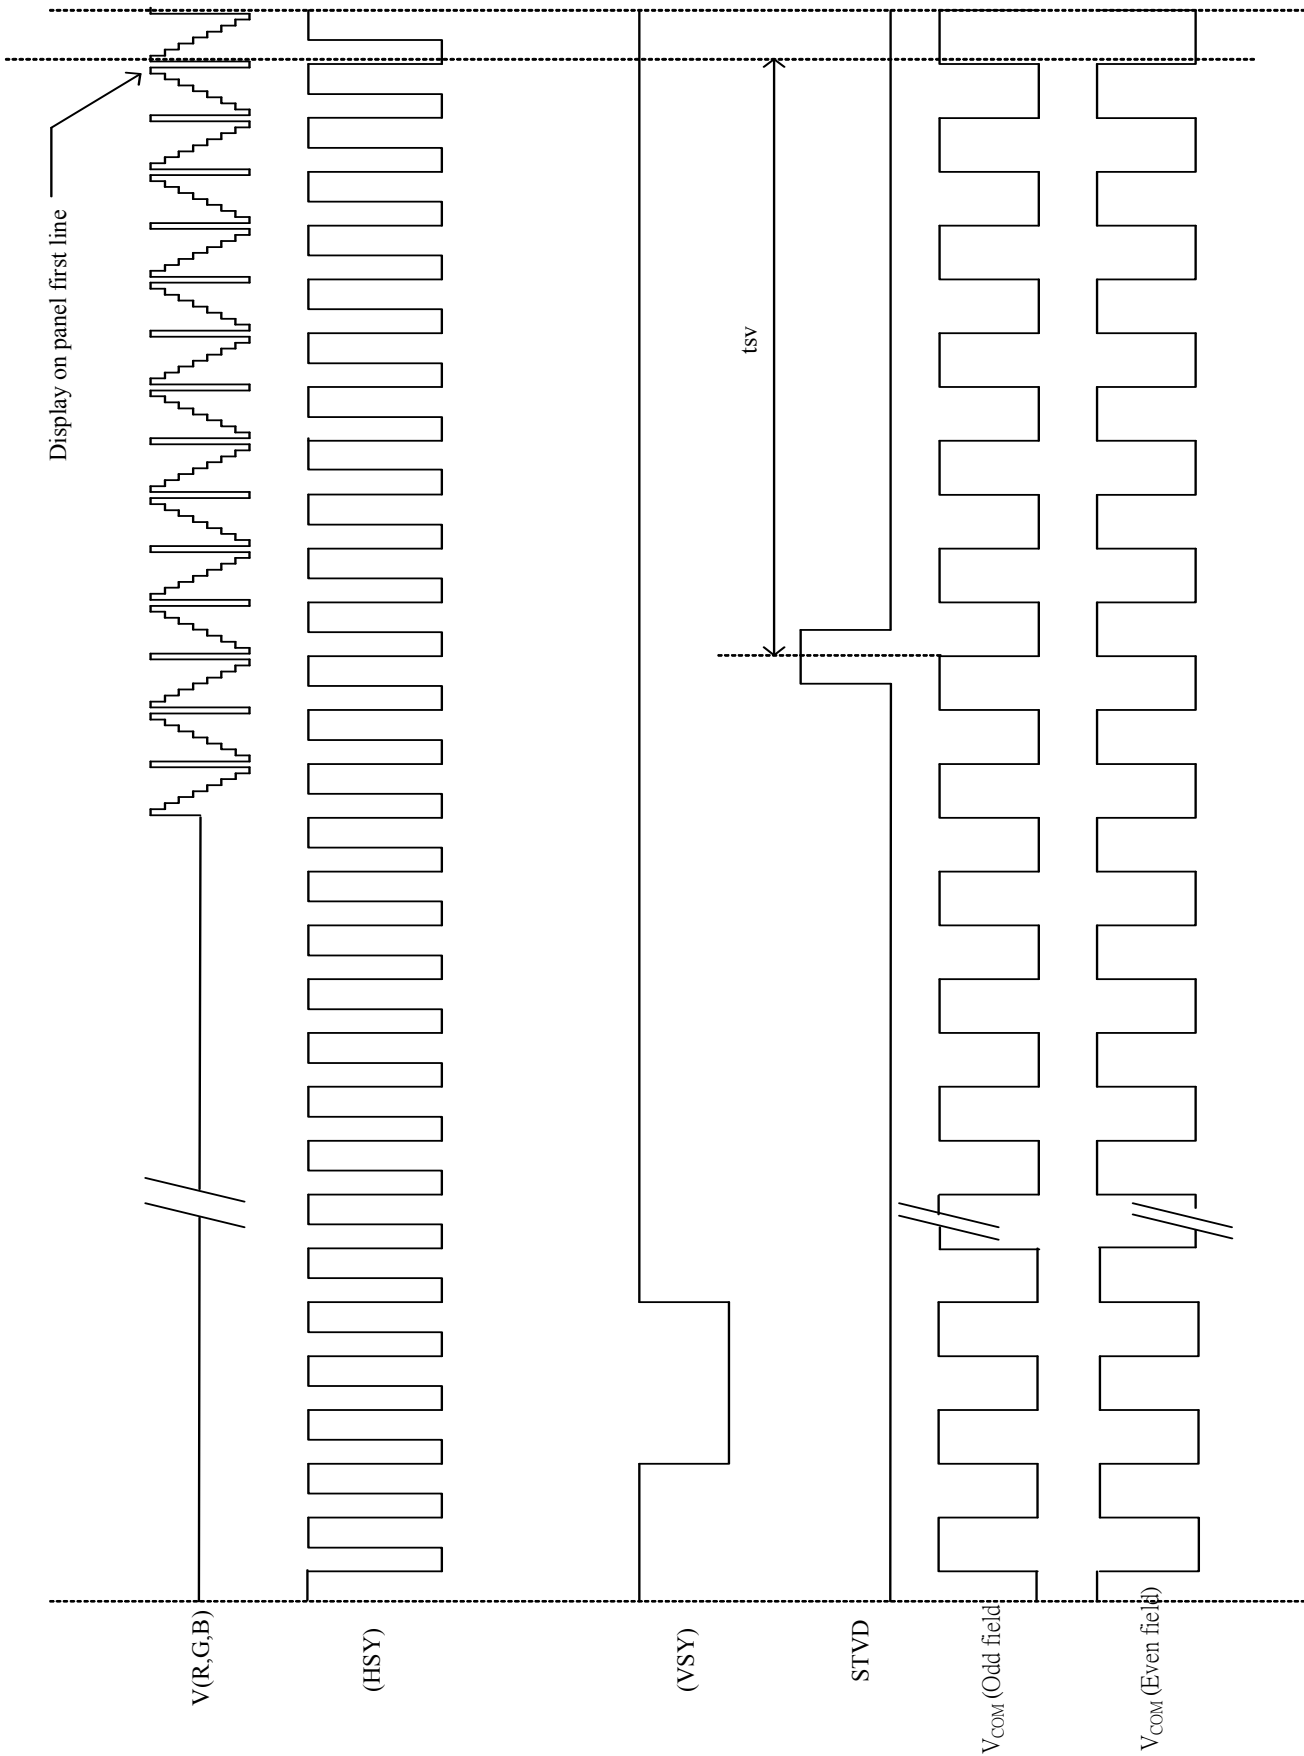 Display on panel first line
tsv
V(R,G,B)
(HSY)
(VSY)
STVD
VCOM (Odd field
VCOM (Even field)